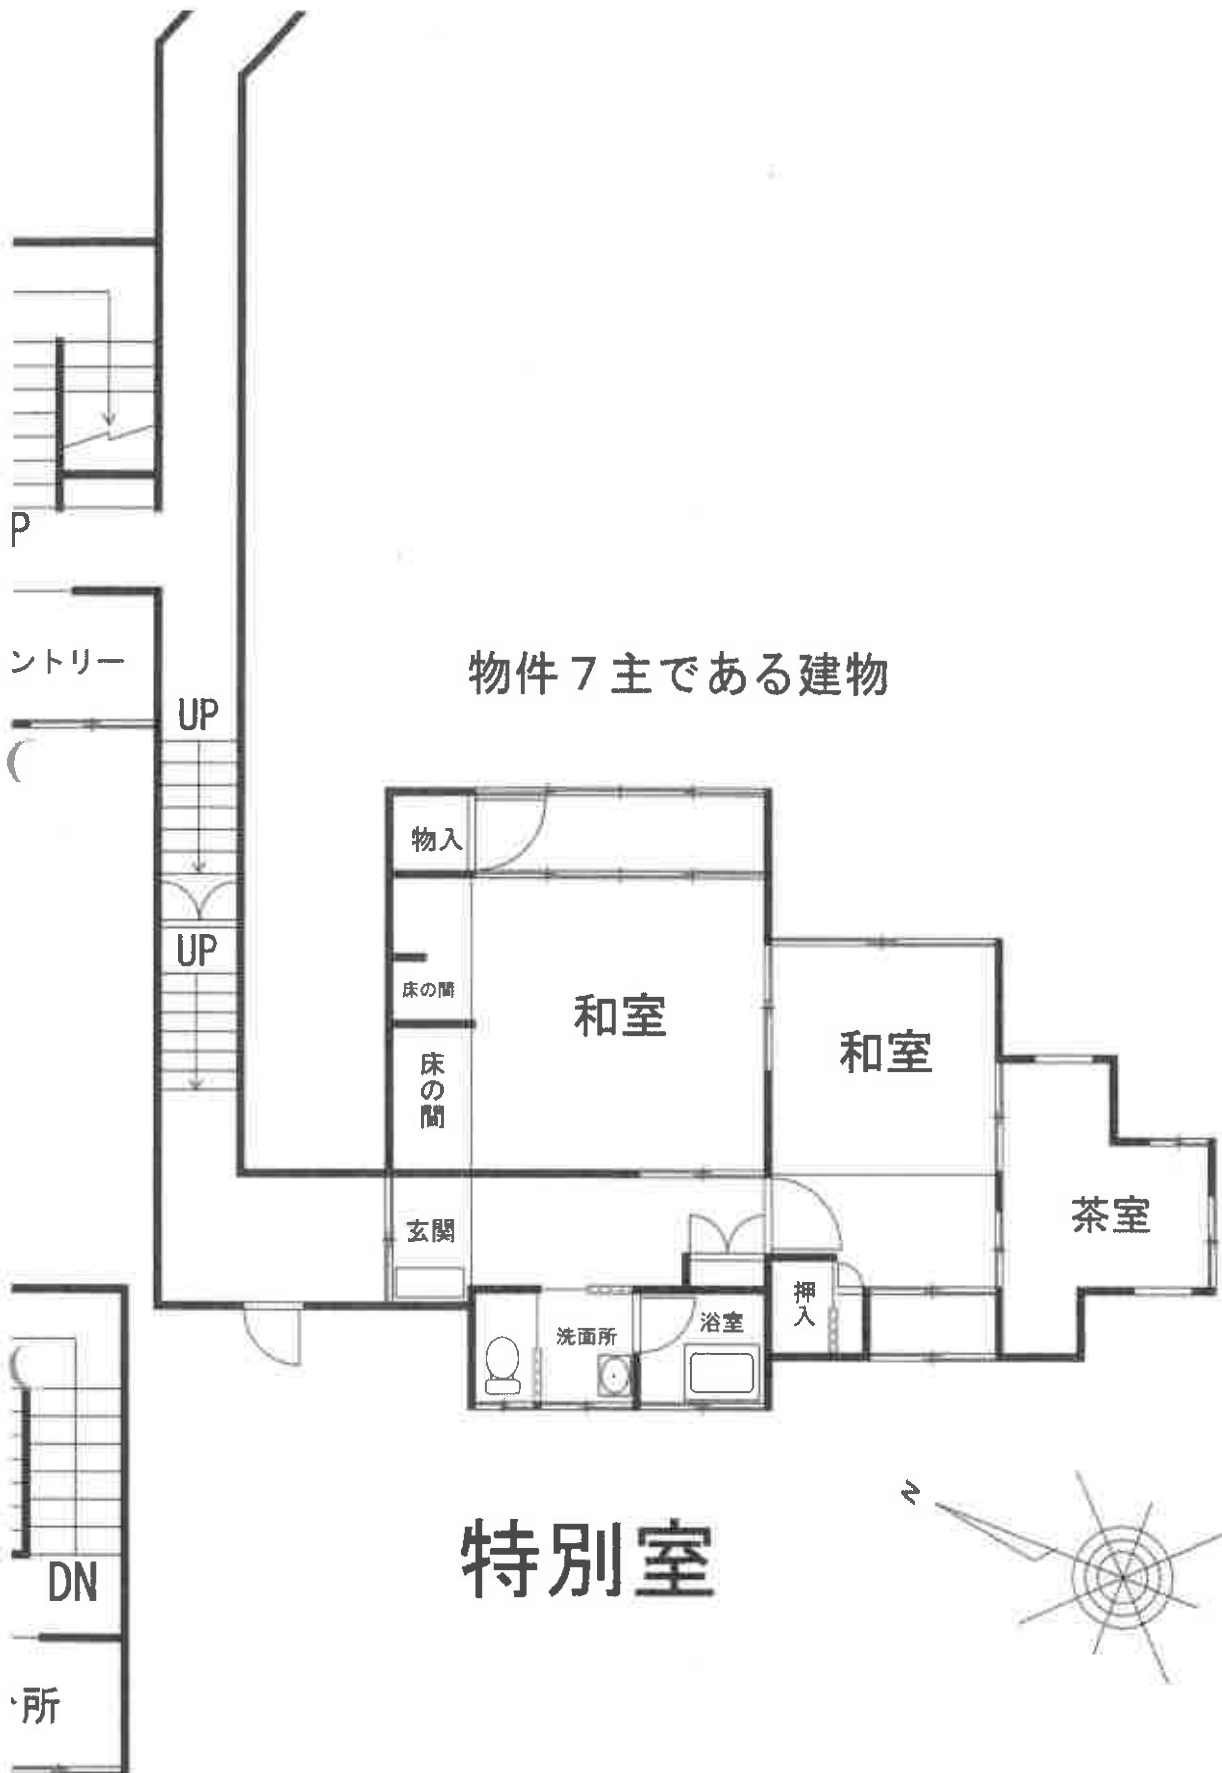 P
ントリー
物件7主である建物
UP
物入
UP
床の間
和室
和室
床の間
茶室
玄関
押入
浴室
洗面所
N
特別室
DN
所